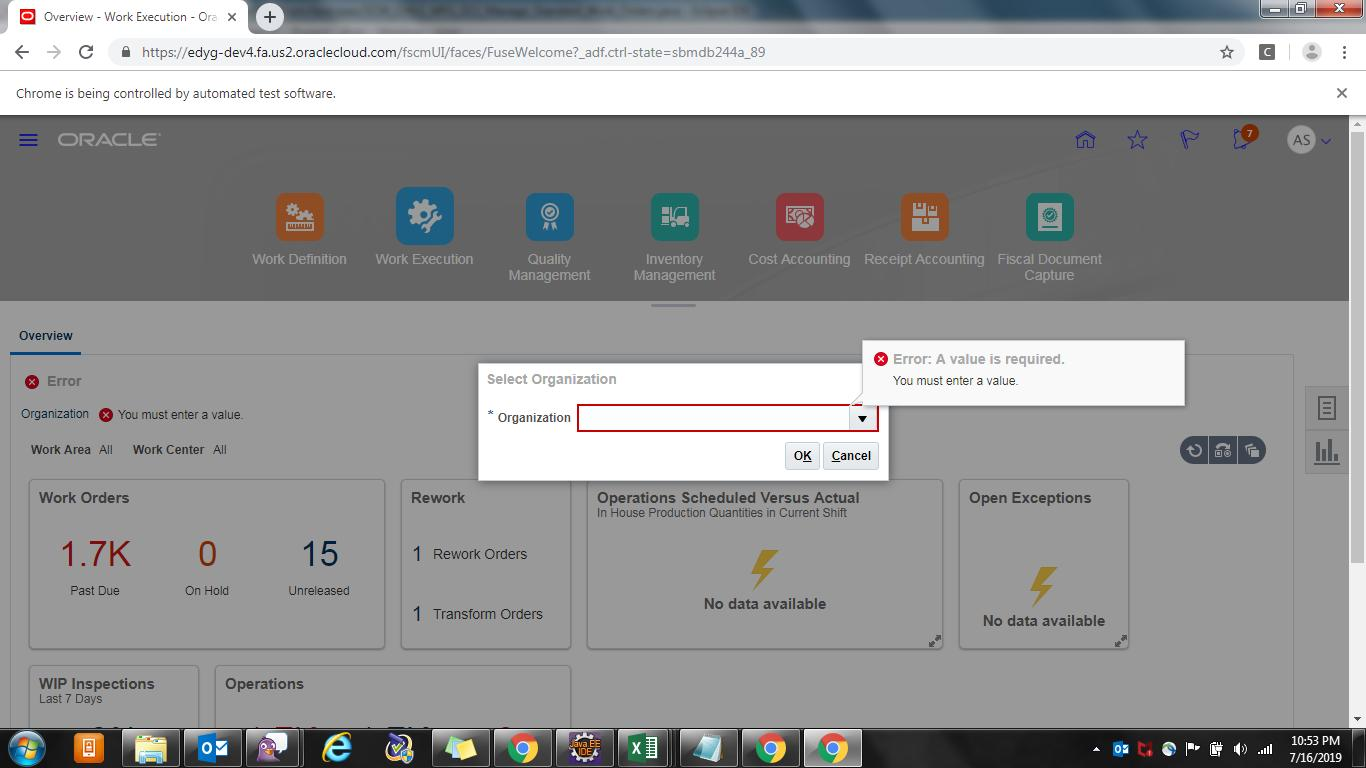 Overview - Work Execution - Ora
https://edyg-dev4.fa.us2.oraclecloud.com/fscmUI/faces/FuseWelcome?_adf.ctrl-state=sbmdb244a_89
C
Chrome is being controlled by automated test software.
ORACLE
7
AS
Work Definition
Work Execution
Quality Management
Inventory Management
Cost Accounting
Receipt Accounting
Fiscal Document Capture
Overview
Error
Organization You must enter a value.
Error: A value is required.
You must enter a value.
Select Organization
* Organization
OK
Cancel
Work Area All Work Center All
Work Orders
1.7K
Past Due
0
On Hold
15
Unreleased
Rework
1 Rework Orders
1 Transform Orders
Operations Scheduled Versus Actual
In House Production Quantities in Current Shift
No data available
Open Exceptions
No data available
WIP Inspections
Last 7 Days
Operations
Java EE
IDE
10:53 PM
7/16/2019